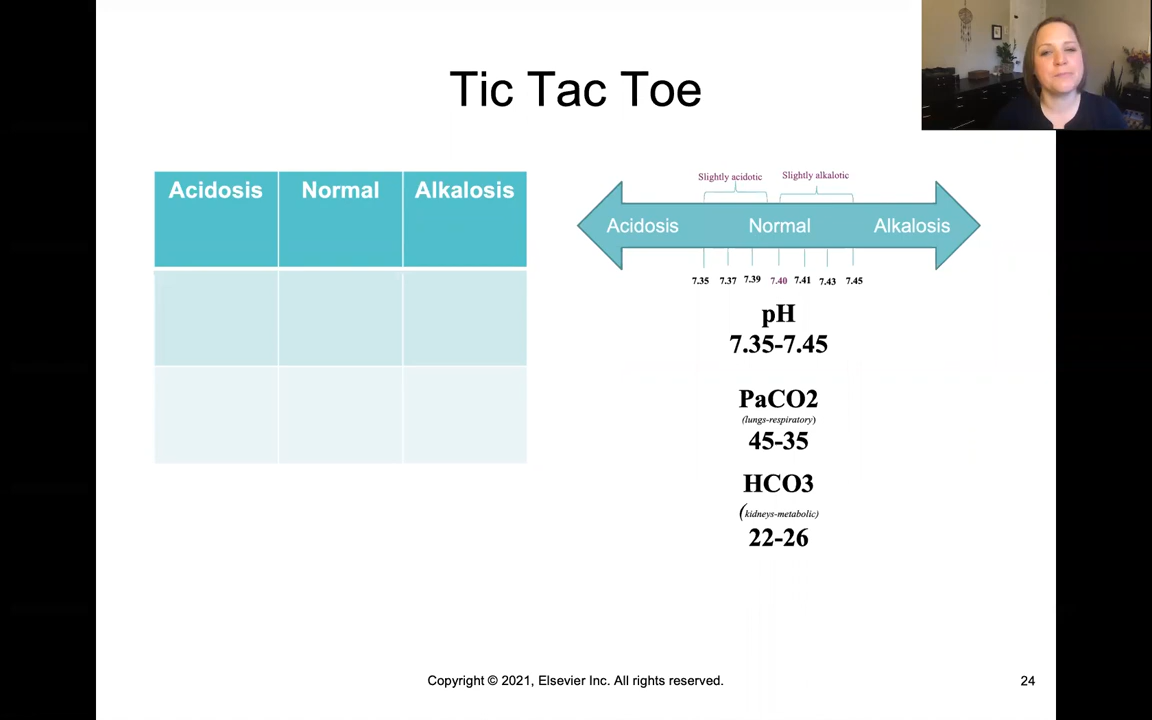 Tic Tac Toe
Acidosis Normal Alkalosis
Slightly acidotic Slightly alkalotic
Acidosis Normal Alkalosis
7.35 7.37 7.39 7.40 7.41 7.43 7.45
pH
7.35-7.45
PaCO2
(lungs-respiratory)
45-35
HCO3
(kidneys-metabolic)
22-26
Copyright © 2021, Elsevier Inc. All rights reserved.
24